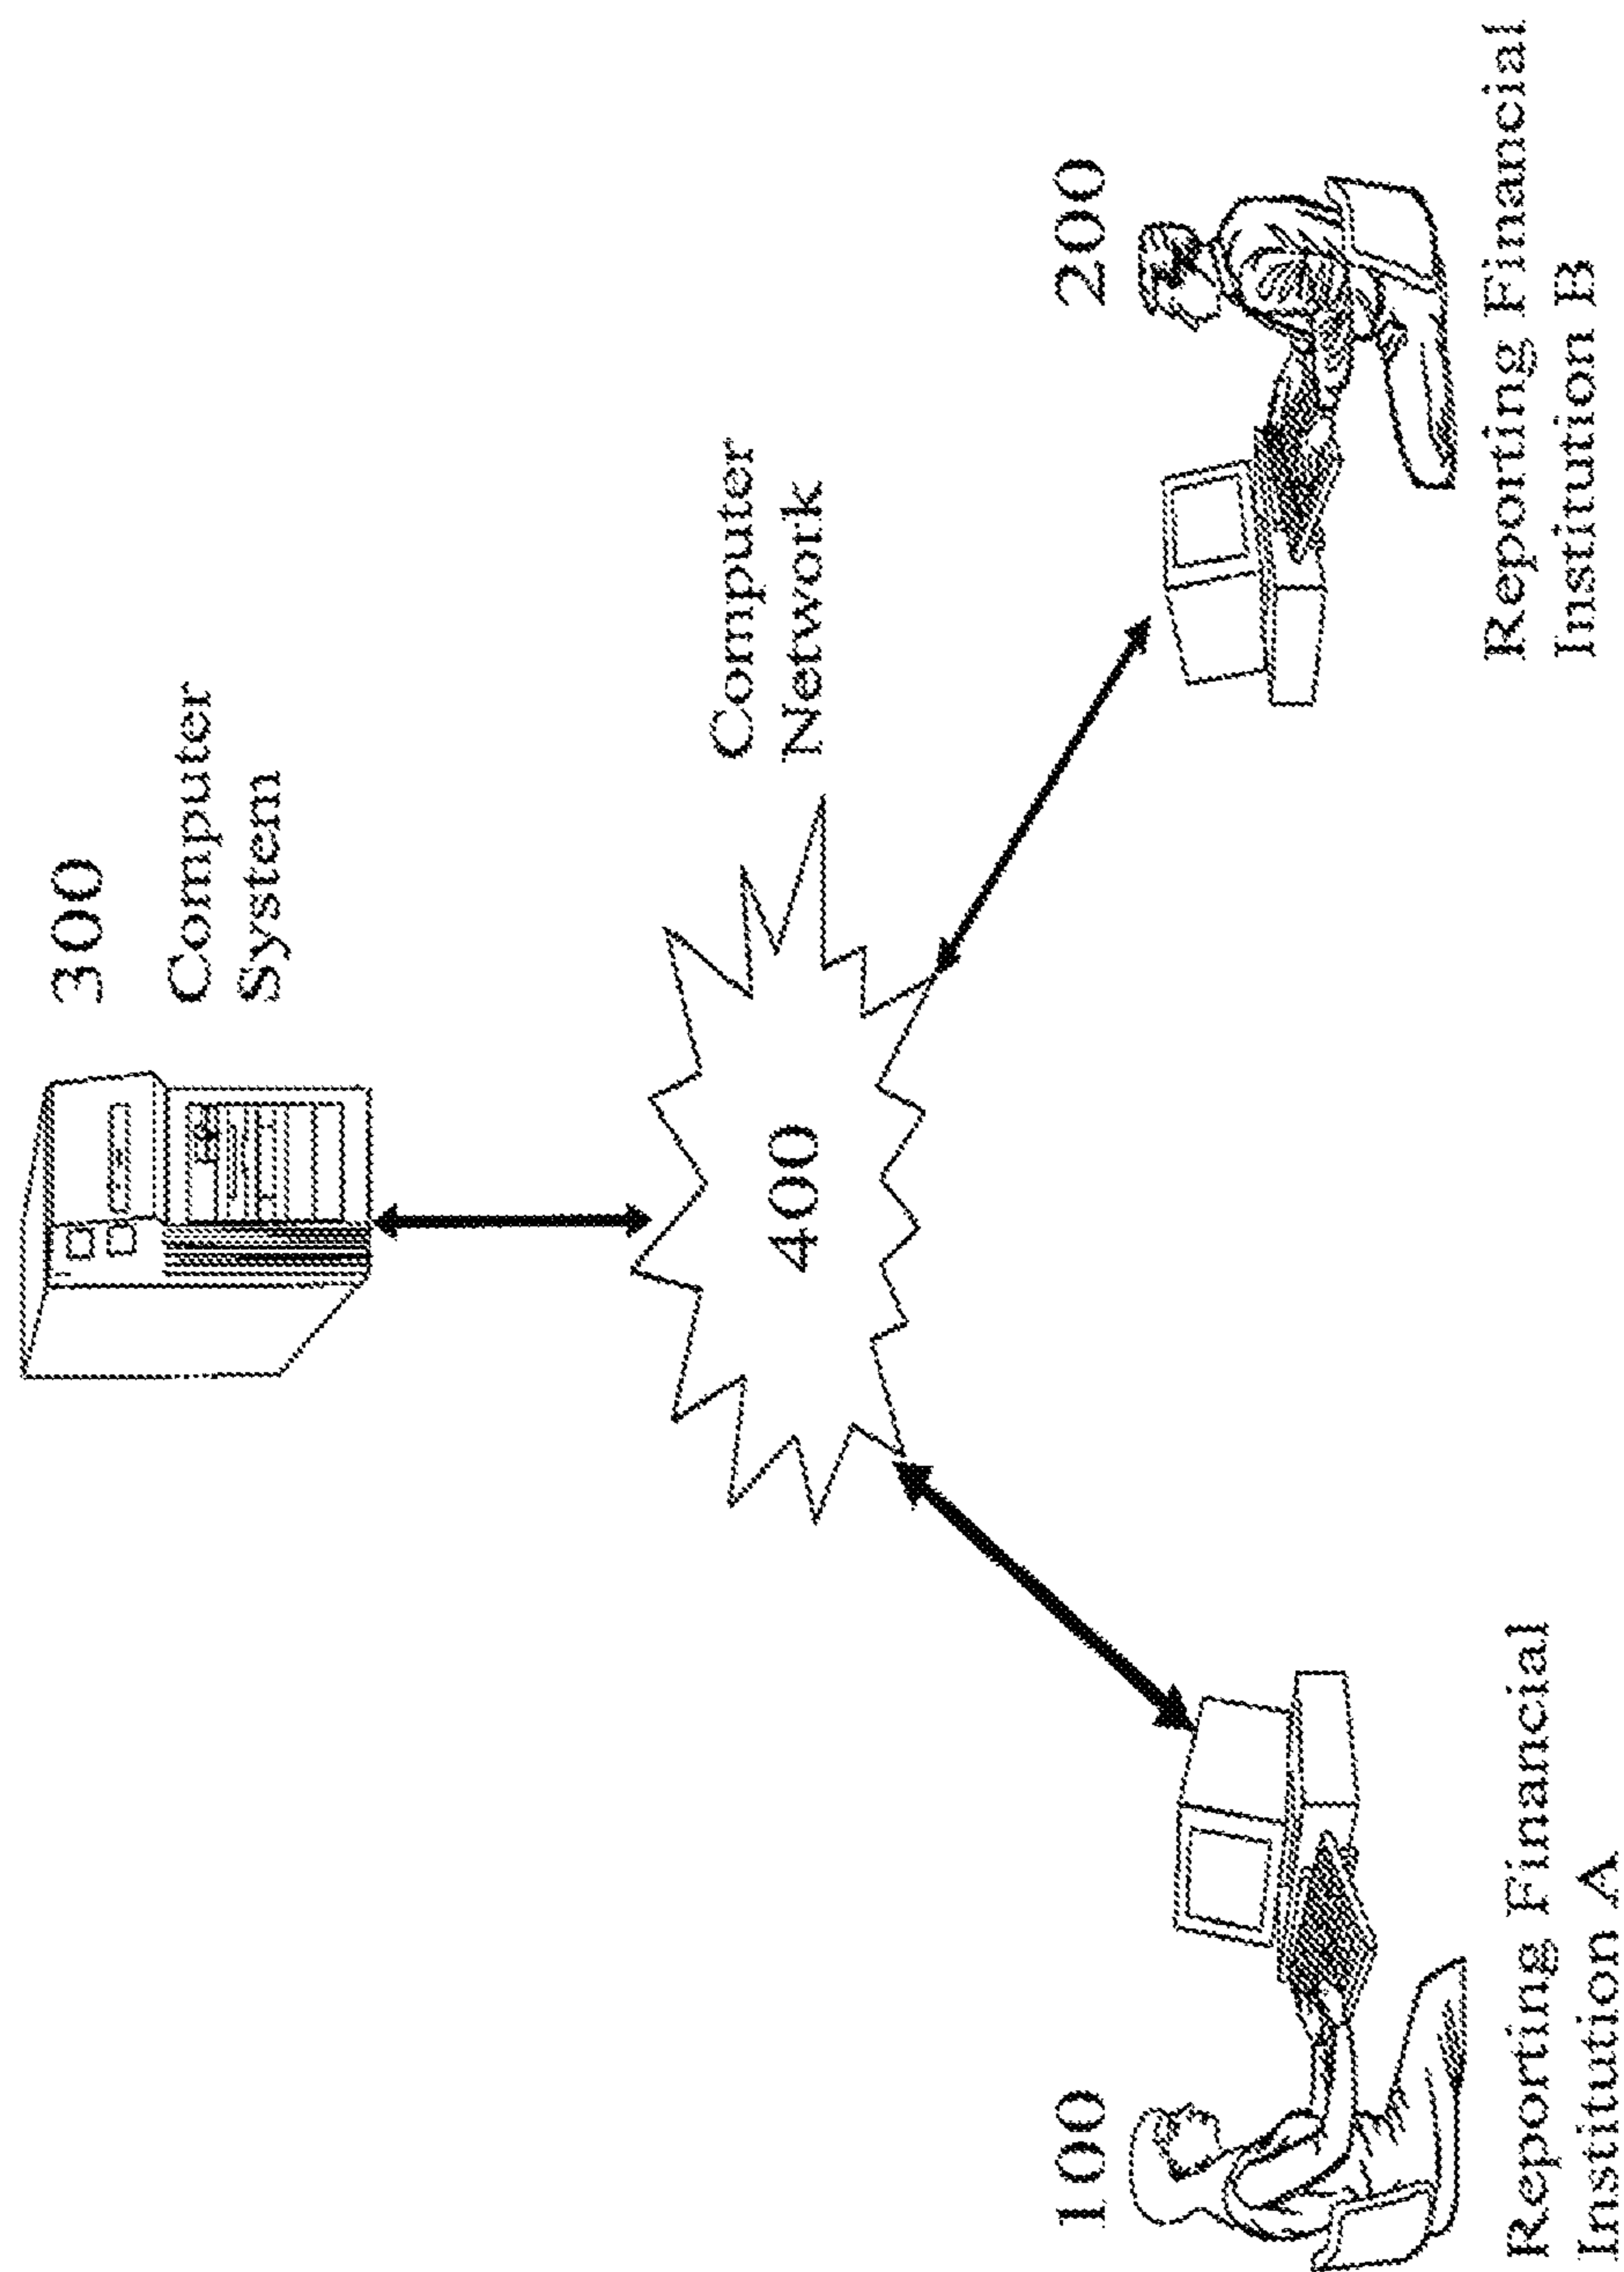 300
Computer
System
Computer
Network
400
100
200
Reporting Financial
Institution A
Reporting Financial
Institution B